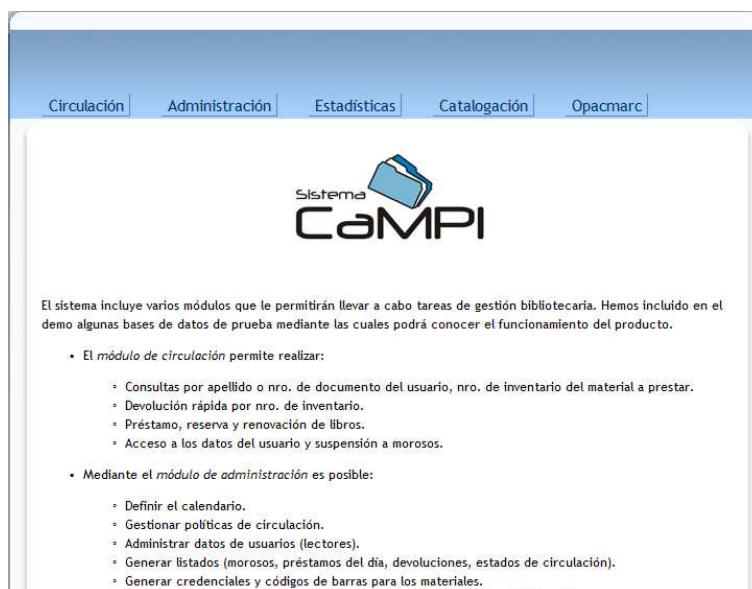 Circulación Administración Estadísticas Catalogación Opacmarc
Sistema
CaMPI
El sistema incluye varios módulos que le permitirán llevar a cabo tareas de gestión bibliotecaria. Hemos incluido en el
demo algunas bases de datos de prueba mediante las cuales podrá conocer el funcionamiento del producto.
• El módulo de circulación permite realizar:
◦ Consultas por apellido o nro. de documento del usuario, nro. de inventario del material a prestar.
◦ Devolución rápida por nro. de inventario.
◦ Préstamo, reserva y renovación de libros.
◦ Acceso a los datos del usuario y suspensión a morosos.
• Mediante el módulo de administración es posible:
◦ Definir el calendario.
◦ Gestionar políticas de circulación.
◦ Administrar datos de usuarios (lectores).
◦ Generar listados (morosos, préstamos del día, devoluciones, estados de circulación).
◦ Generar credenciales y códigos de barras para los materiales.